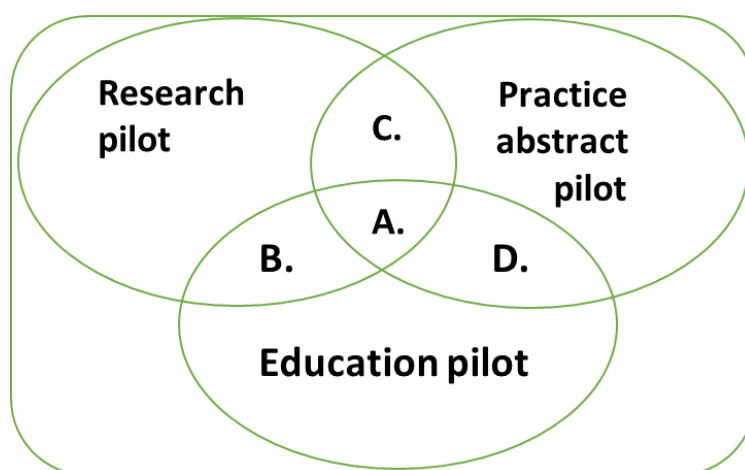 Research
pilot
Practice
abstract
pilot
C.
A.
B.
D.
Education pilot